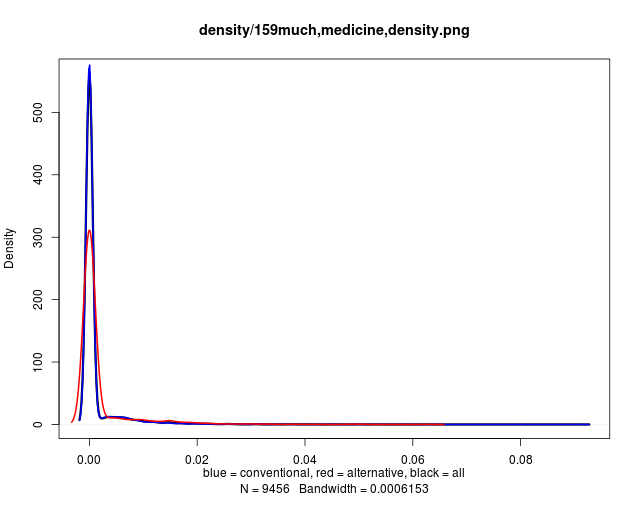 density/159much,medicine,density.png
Density
500
400
300
200
100
0
0.00 0.02 0.04 0.06 0.08
blue = conventional, red = alternative, black = all
N = 9456 Bandwidth = 0.0006153